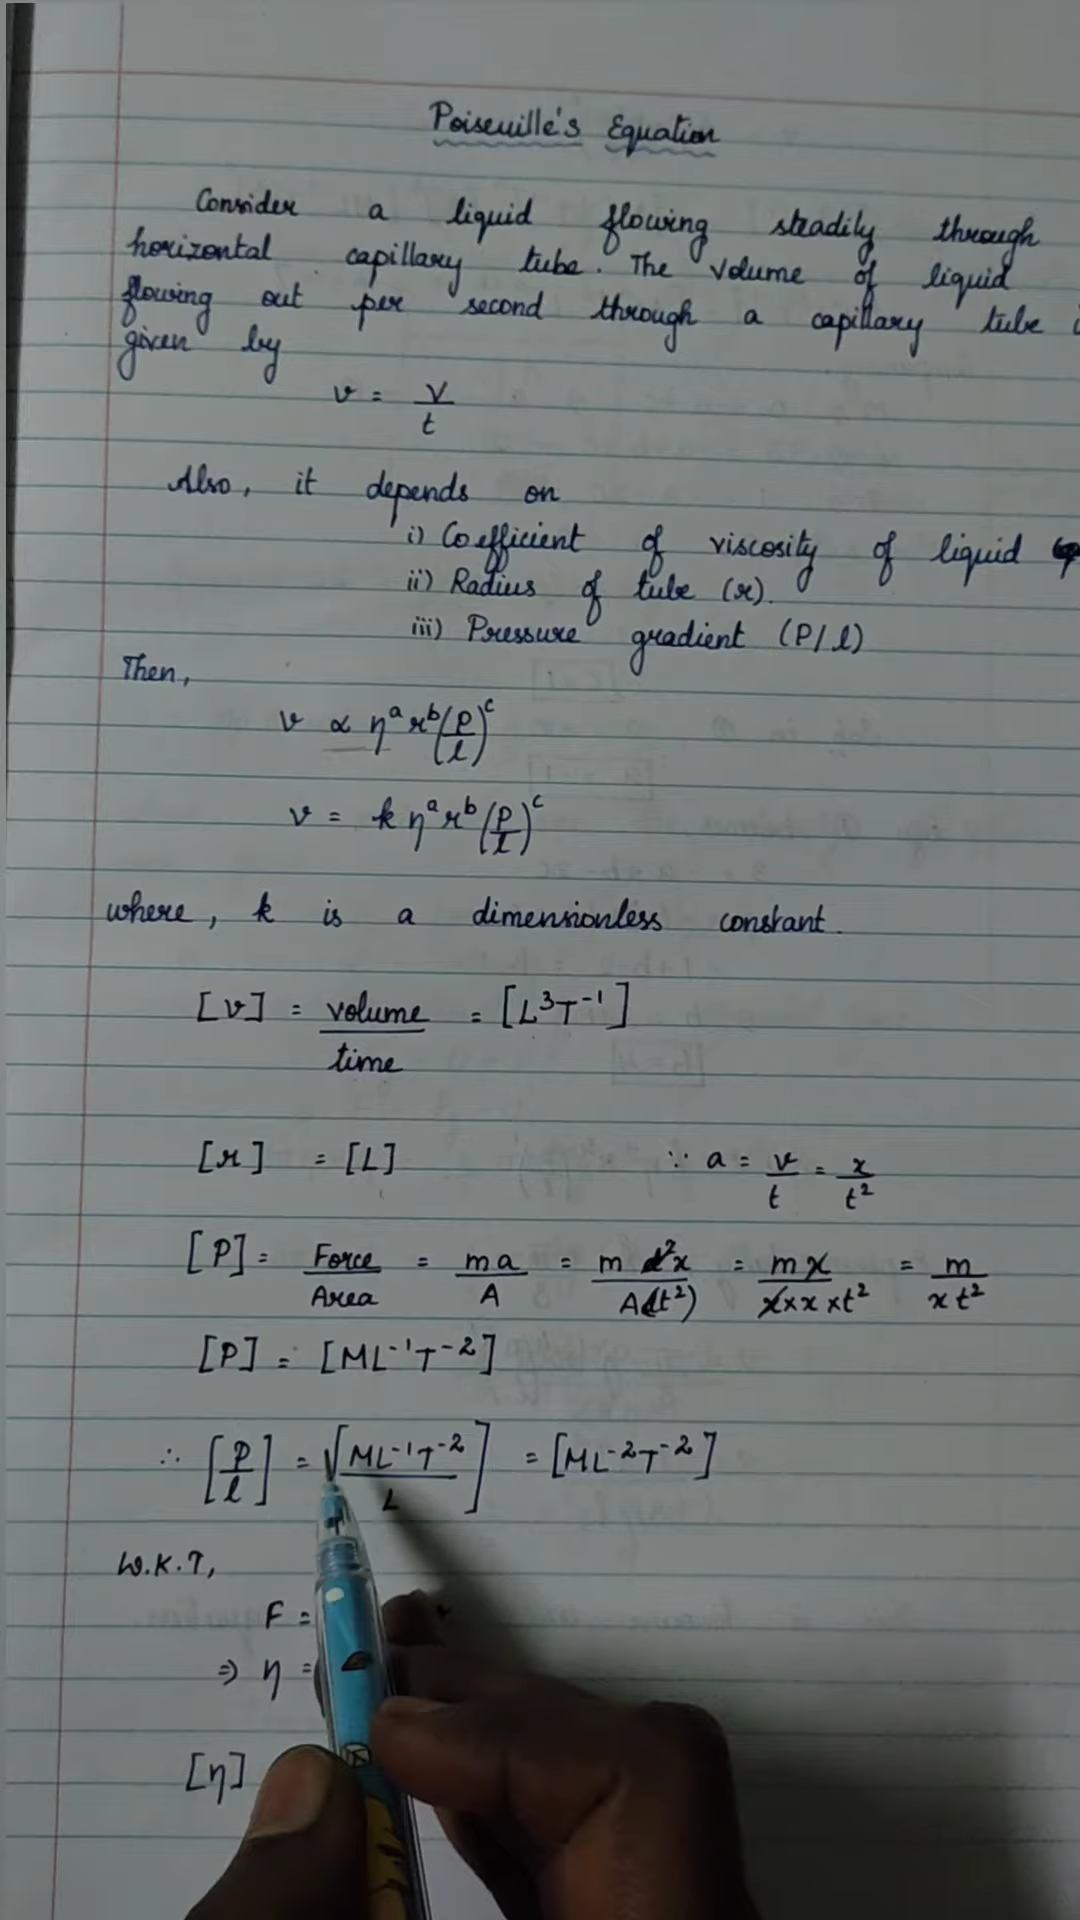 Poiseuille's Equation
Consider a liquid flowing steadily through
horizontal capillary tube. The volume of liquid
flowing out per second through a capillary tube
given by
v = V/t
Also, it depends on
i) Coefficient of viscosity of liquid
ii) Radius of tube (r).
iii) Pressure gradient (P/l)
Then,
v ∝ η^a r^b (P/l)^c
v = k η^a r^b (P/l)^c
where, k is a dimensionless constant.
[v] = volume/time = [L³T⁻¹]
[r] = [L] ∵ a = v/t = x/t²
[P] = Force/Area = ma/A = m d²x/A(dt²) = mx/x×x×t² = m/xt²
[P] = [ML⁻¹T⁻²]
∴ [P/l] = [ML⁻¹T⁻²/L] = [ML⁻²T⁻²]
W.K.T,
F =
⇒ η =
[η]